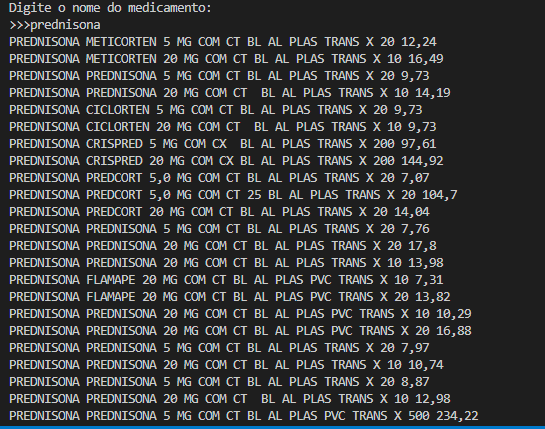 Digite o nome do medicamento:
>>>prednisona
PREDNISONA METICORTEN 5 MG COM CT BL AL PLAS TRANS X 20 12,24
PREDNISONA METICORTEN 20 MG COM CT BL AL PLAS TRANS X 10 16,49
PREDNISONA PREDNISONA 5 MG COM CT BL AL PLAS TRANS X 20 9,73
PREDNISONA PREDNISONA 20 MG COM CT  BL AL PLAS TRANS X 10 14,19
PREDNISONA CICLORTEN 5 MG COM CT BL AL PLAS TRANS X 20 9,73
PREDNISONA CICLORTEN 20 MG COM CT  BL AL PLAS TRANS X 10 9,73
PREDNISONA CRISPRED 5 MG COM CX  BL AL PLAS TRANS X 200 97,61
PREDNISONA CRISPRED 20 MG COM CX BL AL PLAS TRANS X 200 144,92
PREDNISONA PREDCORT 5,0 MG COM CT BL AL PLAS TRANS X 20 7,07
PREDNISONA PREDCORT 5,0 MG COM CT 25 BL AL PLAS TRANS X 20 104,7
PREDNISONA PREDCORT 20 MG COM CT BL AL PLAS TRANS X 20 14,04
PREDNISONA PREDNISONA 5 MG COM CT BL AL PLAS TRANS X 20 7,76
PREDNISONA PREDNISONA 20 MG COM CT BL AL PLAS TRANS X 20 17,8
PREDNISONA PREDNISONA 20 MG COM CT BL AL PLAS TRANS X 10 13,98
PREDNISONA FLAMAPE 20 MG COM CT BL AL PLAS PVC TRANS X 10 7,31
PREDNISONA FLAMAPE 20 MG COM CT BL AL PLAS PVC TRANS X 20 13,82
PREDNISONA PREDNISONA 20 MG COM CT BL AL PLAS PVC TRANS X 10 10,29
PREDNISONA PREDNISONA 20 MG COM CT BL AL PLAS PVC TRANS X 20 16,88
PREDNISONA PREDNISONA 5 MG COM CT BL AL PLAS TRANS X 20 7,97
PREDNISONA PREDNISONA 20 MG COM CT BL AL PLAS TRANS X 10 10,74
PREDNISONA PREDNISONA 5 MG COM CT BL AL PLAS TRANS X 20 8,87
PREDNISONA PREDNISONA 20 MG COM CT  BL AL PLAS TRANS X 10 12,98
PREDNISONA PREDNISONA 5 MG COM CT BL AL PLAS PVC TRANS X 500 234,22